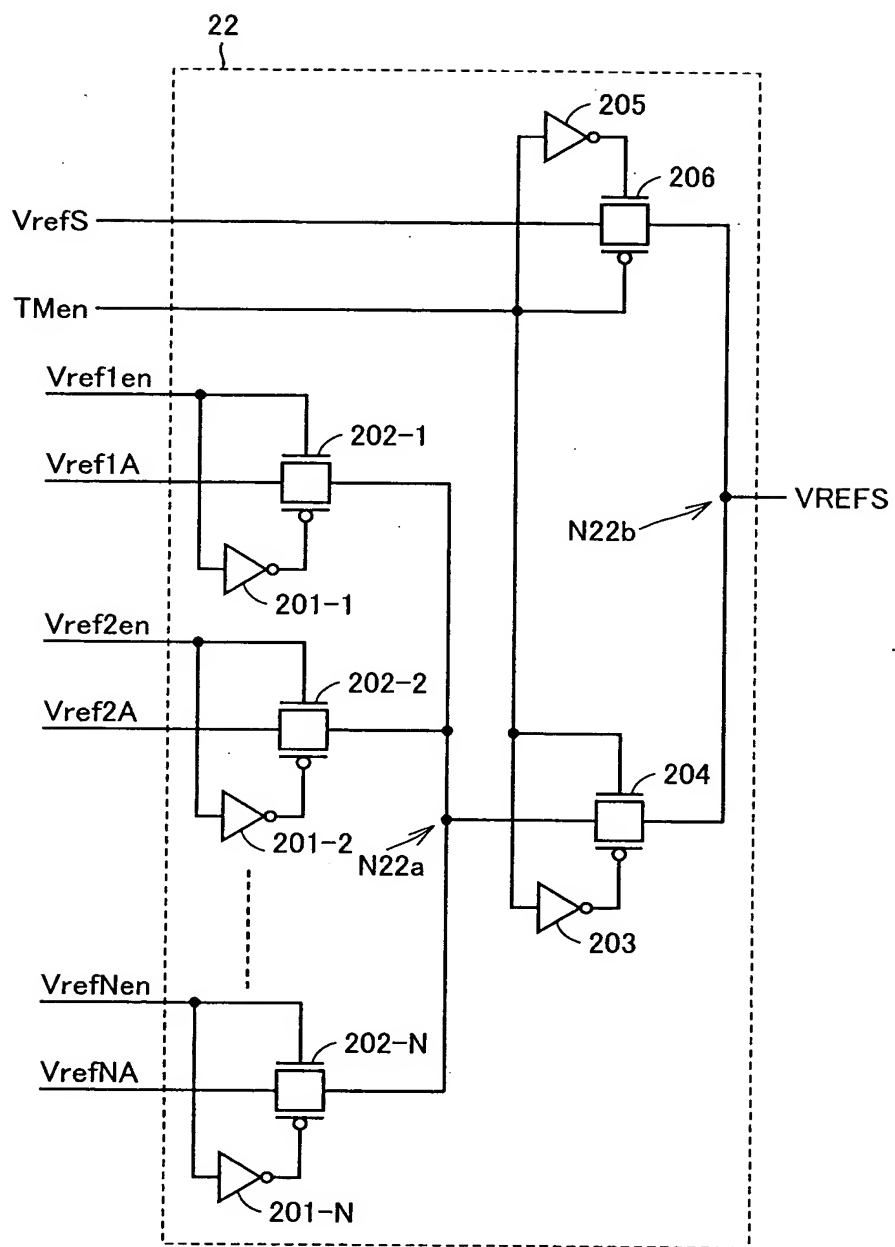 22
205
206
VrefS
TMen
Vref1en
202-1
Vref1A
VREFS
N22b
201-1
Vref2en
202-2
Vref2A
204
201-2
N22a
203
VrefNen
202-N
VrefNA
201-N